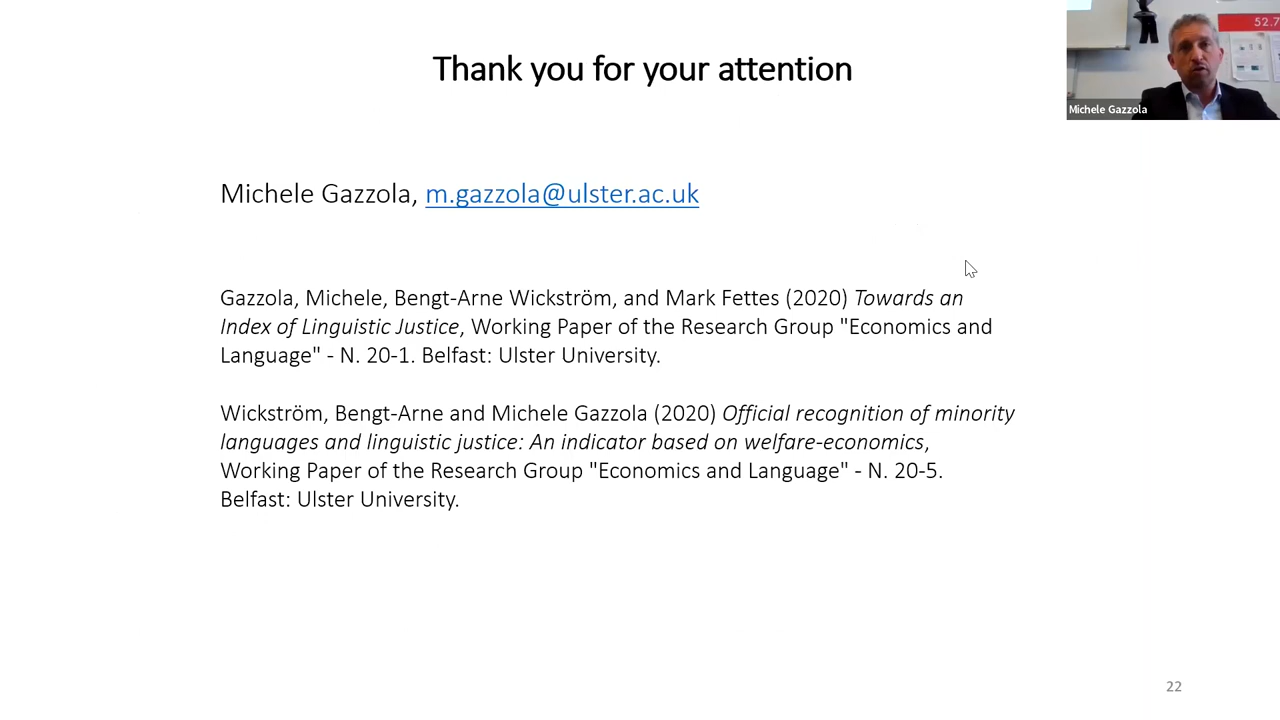 Thank you for your attention
52.7
Michele Gazzola
Michele Gazzola, m.gazzola@ulster.ac.uk
Gazzola, Michele, Bengt-Arne Wickström, and Mark Fettes (2020) Towards an
Index of Linguistic Justice, Working Paper of the Research Group "Economics and
Language" - N. 20-1. Belfast: Ulster University.
Wickström, Bengt-Arne and Michele Gazzola (2020) Official recognition of minority
languages and linguistic justice: An indicator based on welfare-economics,
Working Paper of the Research Group "Economics and Language" - N. 20-5.
Belfast: Ulster University.
22